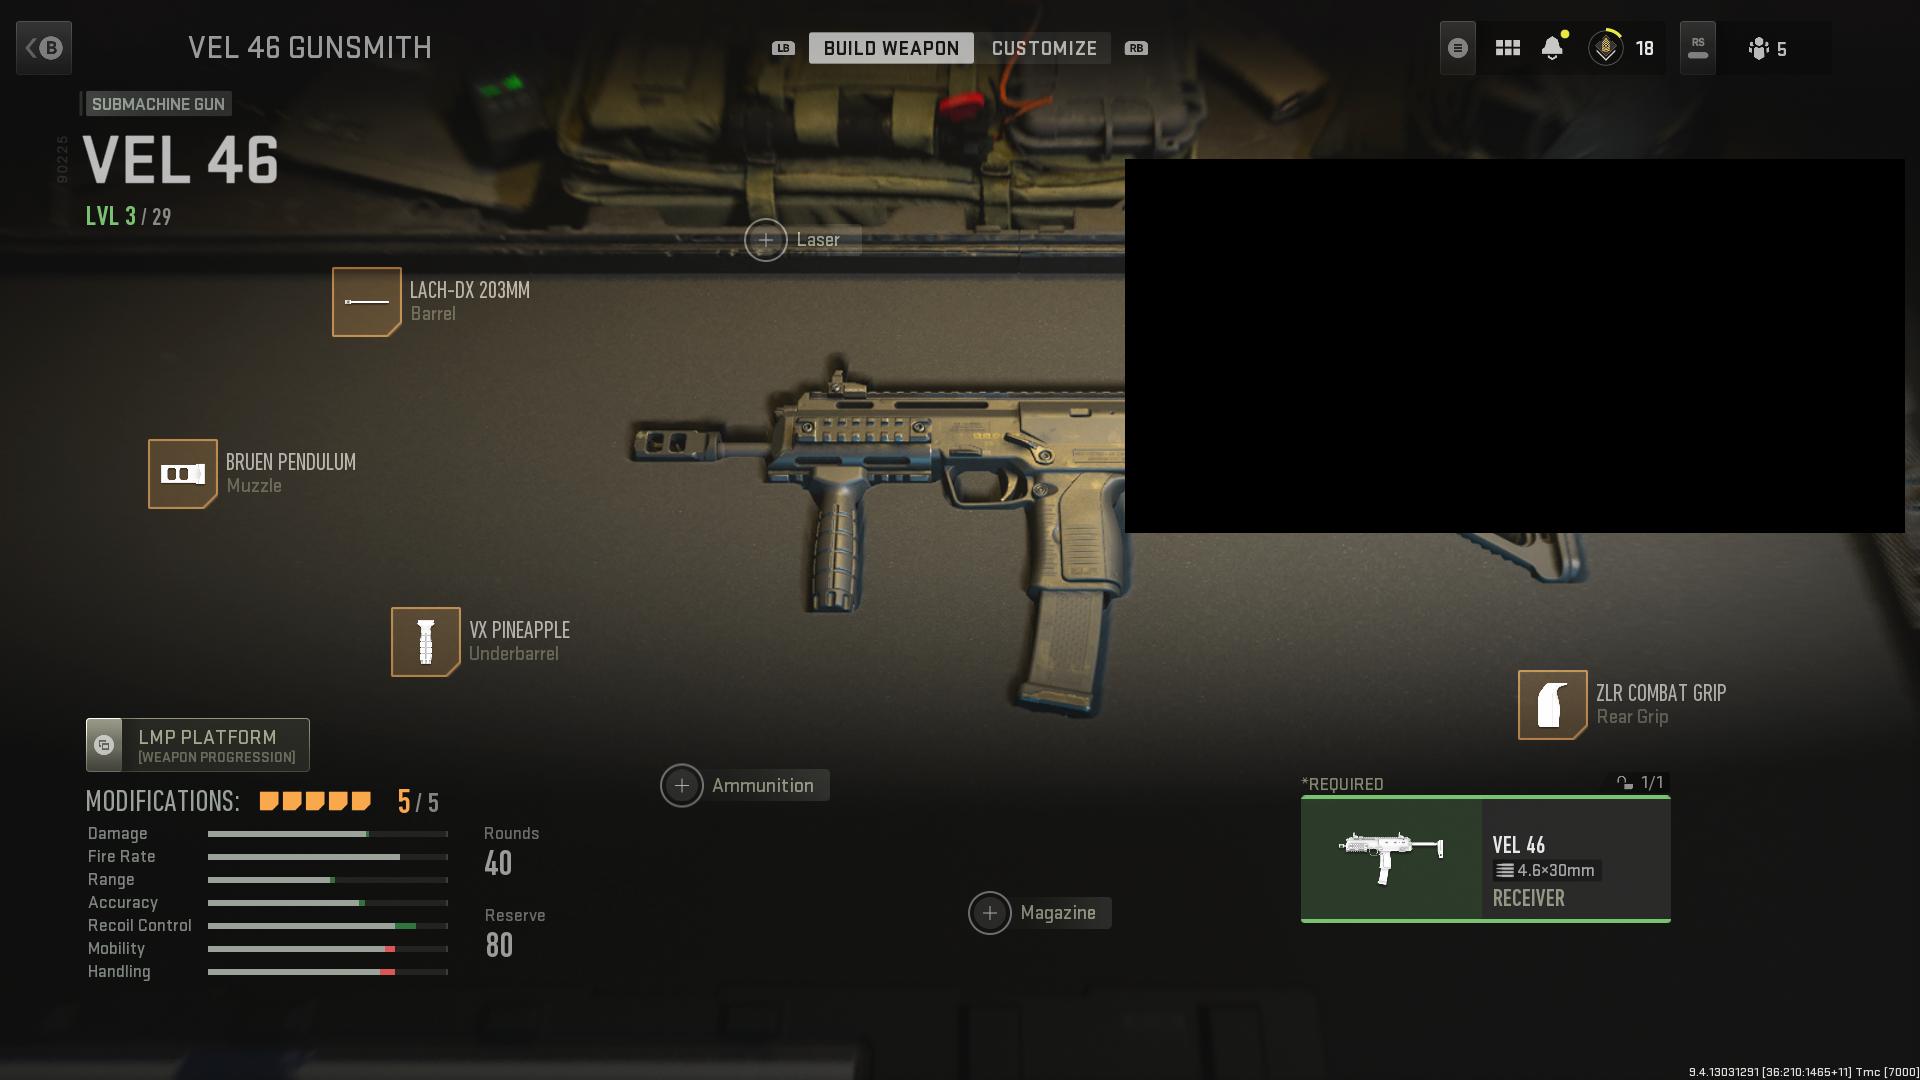 B
VEL 46 GUNSMITH
LB
BUILD WEAPON
CUSTOMIZE
RB
18
RS
5
SUBMACHINE GUN
90225
VEL 46
LVL 3 / 29
Laser
LACH-DX 203MM
Barrel
BRUEN PENDULUM
Muzzle
VX PINEAPPLE
Underbarrel
ZLR COMBAT GRIP
Rear Grip
LMP PLATFORM
[WEAPON PROGRESSION]
Ammunition
*REQUIRED
1/1
MODIFICATIONS: 5 / 5
Damage
Fire Rate
Range
Accuracy
Recoil Control
Mobility
Handling
Rounds
40
Reserve
80
VEL 46
4.6×30mm
RECEIVER
Magazine
9.4.13031291 [36:210:1465+11] Tmc [7000]